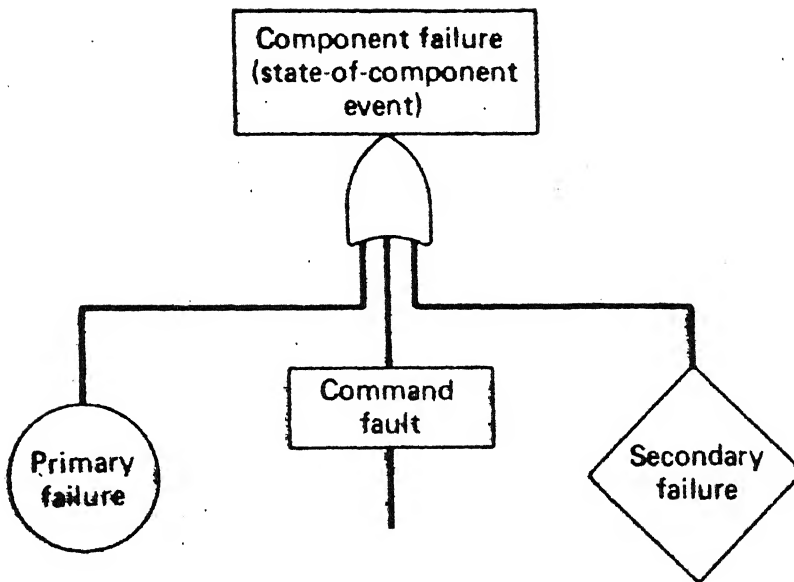 Component failure
(state-of-component
event)
Command
fault
Primary
failure
Secondary
failure